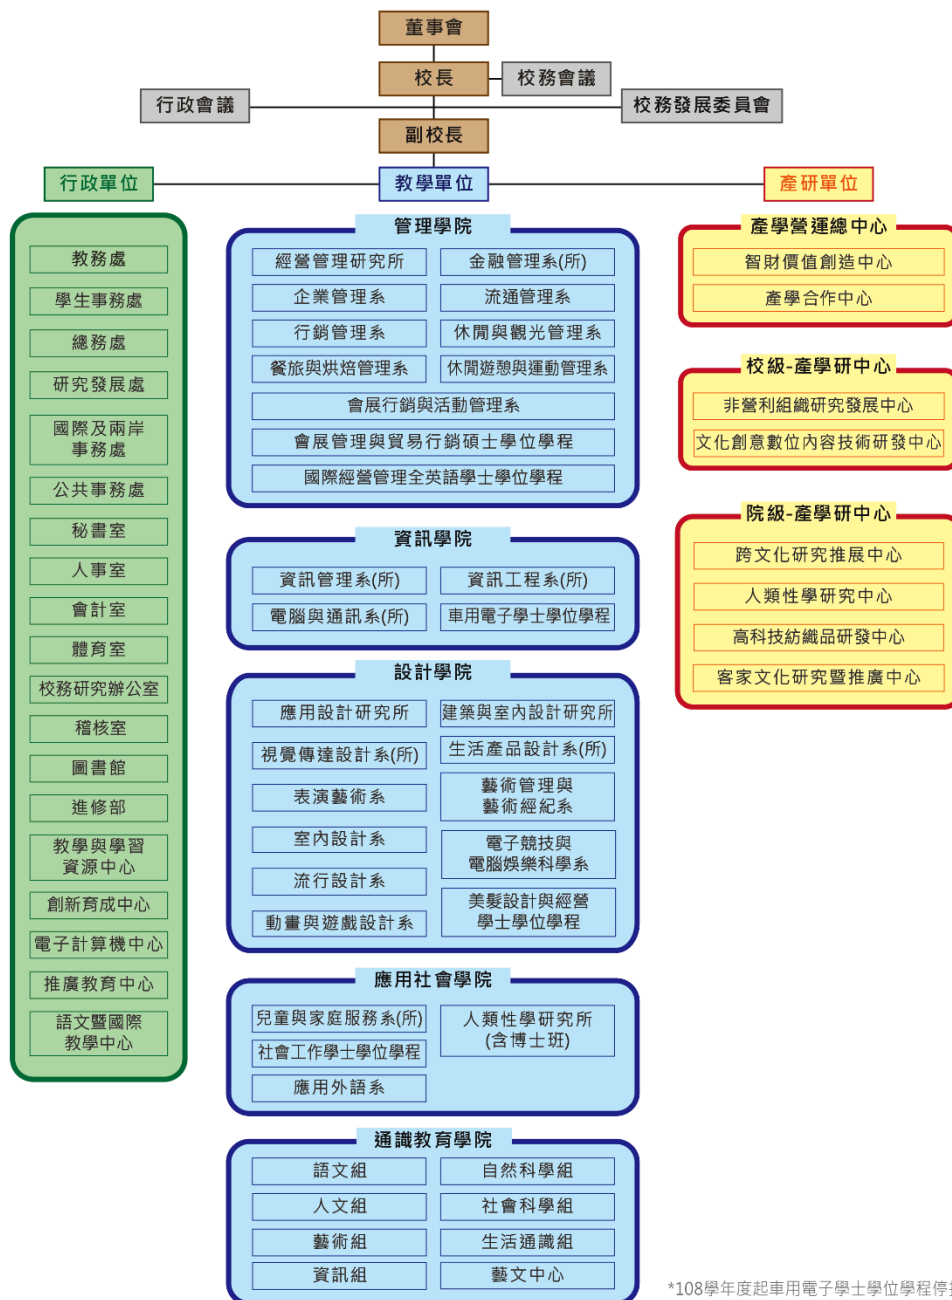 董事會
校長
校務會議
行政會議
校務發展委員會
副校長
行政單位
教學單位
產研單位
教務處
學生事務處
總務處
研究發展處
國際及兩岸
事務處
公共事務處
秘書室
人事室
會計室
體育室
校務研究辦公室
稽核室
圖書館
進修部
教學與學習
資源中心
創新育成中心
電子計算機中心
推廣教育中心
語文暨國際
教學中心
管理學院
經營管理研究所
金融管理系(所)
企業管理系
流通管理系
行銷管理系
休閒與觀光管理系
餐旅與烘焙管理系
休閒遊憩與運動管理系
會展行銷與活動管理系
會展管理與貿易行銷碩士學位學程
國際經營管理全英語學士學位學程
資訊學院
資訊管理系(所)
資訊工程系(所)
電腦與通訊系(所)
車用電子學士學位學程
設計學院
應用設計研究所
建築與室內設計研究所
視覺傳達設計系(所)
生活產品設計系(所)
表演藝術系
藝術管理與
藝術經紀系
室內設計系
電子競技與
電腦娛樂科學系
流行設計系
美髮設計與經營
學士學位學程
動畫與遊戲設計系
應用社會學院
兒童與家庭服務系(所)
人類性學研究所
(含博士班)
社會工作學士學位學程
應用外語系
通識教育學院
語文組
自然科學組
人文組
社會科學組
藝術組
生活通識組
資訊組
藝文中心
產學營運總中心
智財價值創造中心
產學合作中心
校級-產學研中心
非營利組織研究發展中心
文化創意數位內容技術研發中心
院級-產學研中心
跨文化研究推展中心
人類性學研究中心
高科技紡織品研發中心
客家文化研究暨推廣中心
*108學年度起車用電子學士學位學程停